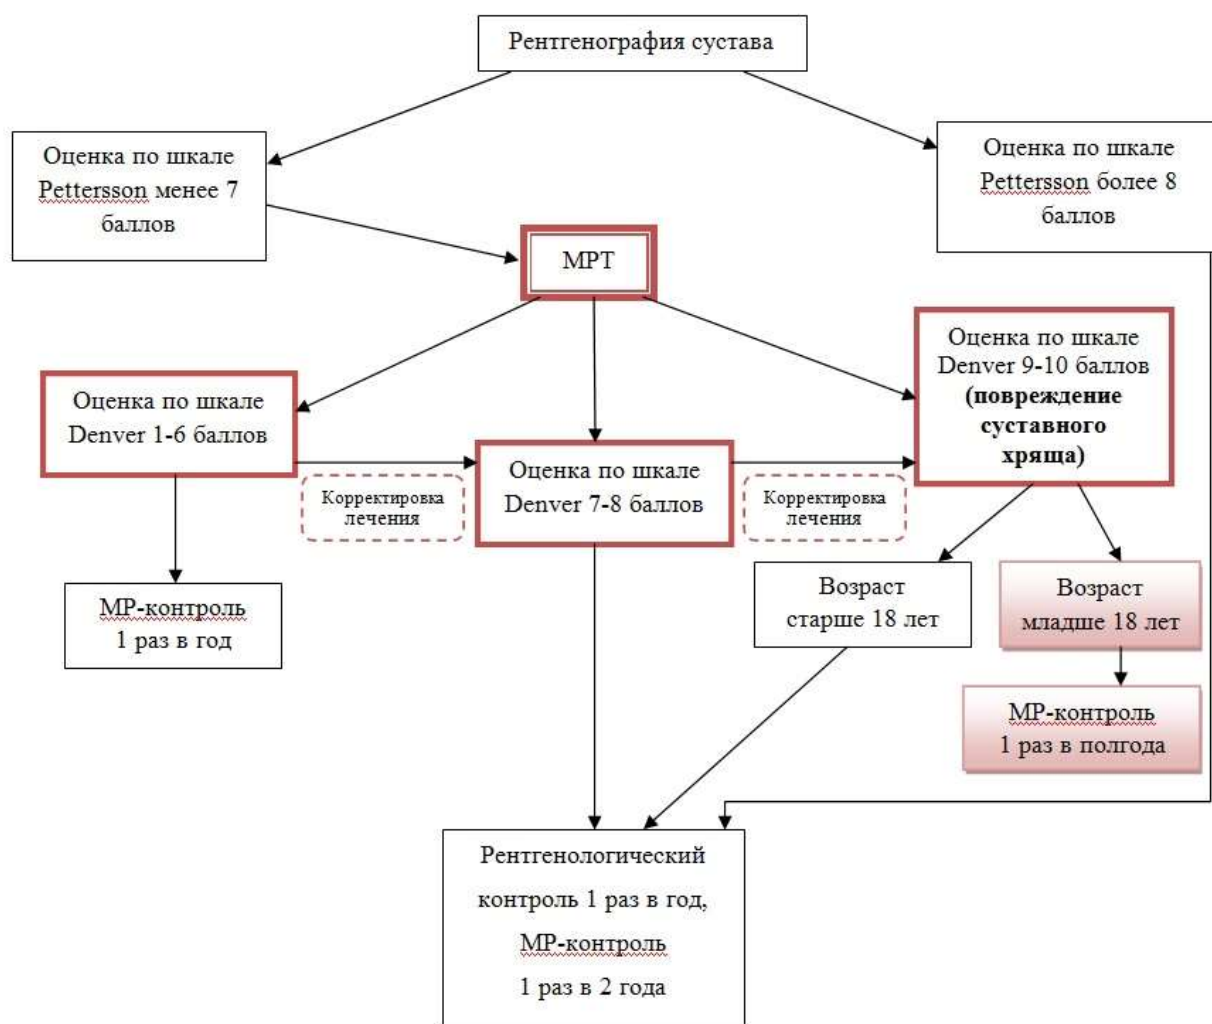 Рентгенография сустава
Оценка по шкале
Pettersson менее 7
баллов
Оценка по шкале
Pettersson более 8
баллов
МРТ
Оценка по шкале
Denver 1-6 баллов
Оценка по шкале
Denver 9-10 баллов
(повреждение
суставного
хряща)
Корректировка
лечения
Оценка по шкале
Denver 7-8 баллов
Корректировка
лечения
МР-контроль
1 раз в год
Возраст
старше 18 лет
Возраст
младше 18 лет
МР-контроль
1 раз в полгода
Рентгенологический
контроль 1 раз в год,
МР-контроль
1 раз в 2 года